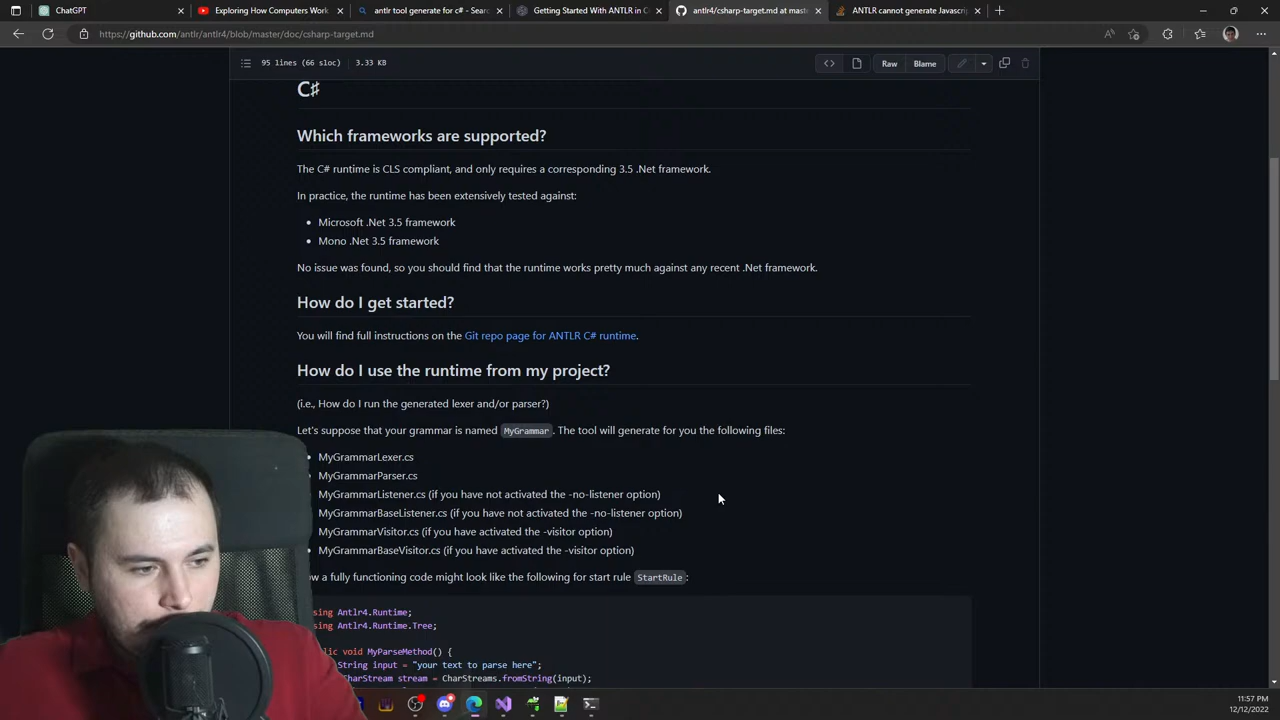 ChatGPT
Exploring How Computers Work
antlr tool generate for c# - Sear
Getting Started With ANTLR in C
antlr4/csharp-target.md at maste
ANTLR cannot generate Javascrip
https://github.com/antlr/antlr4/blob/master/doc/csharp-target.md
95 lines (66 sloc) 3.33 KB
Raw
Blame
C#
Which frameworks are supported?
The C# runtime is CLS compliant, and only requires a corresponding 3.5 .Net framework.
In practice, the runtime has been extensively tested against:
Microsoft .Net 3.5 framework
Mono .Net 3.5 framework
No issue was found, so you should find that the runtime works pretty much against any recent .Net framework.
How do I get started?
You will find full instructions on the Git repo page for ANTLR C# runtime.
How do I use the runtime from my project?
(i.e., How do I run the generated lexer and/or parser?)
Let's suppose that your grammar is named MyGrammar. The tool will generate for you the following files:
MyGrammarLexer.cs
MyGrammarParser.cs
MyGrammarListener.cs (if you have not activated the -no-listener option)
MyGrammarBaseListener.cs (if you have not activated the -no-listener option)
MyGrammarVisitor.cs (if you have activated the -visitor option)
MyGrammarBaseVisitor.cs (if you have activated the -visitor option)
w a fully functioning code might look like the following for start rule StartRule:
sing Antlr4.Runtime;
sing Antlr4.Runtime.Tree;
lic void MyParseMethod() {
String input = "your text to parse here";
CharStream stream = CharStreams.fromString(input);
11:57 PM
12/12/2022